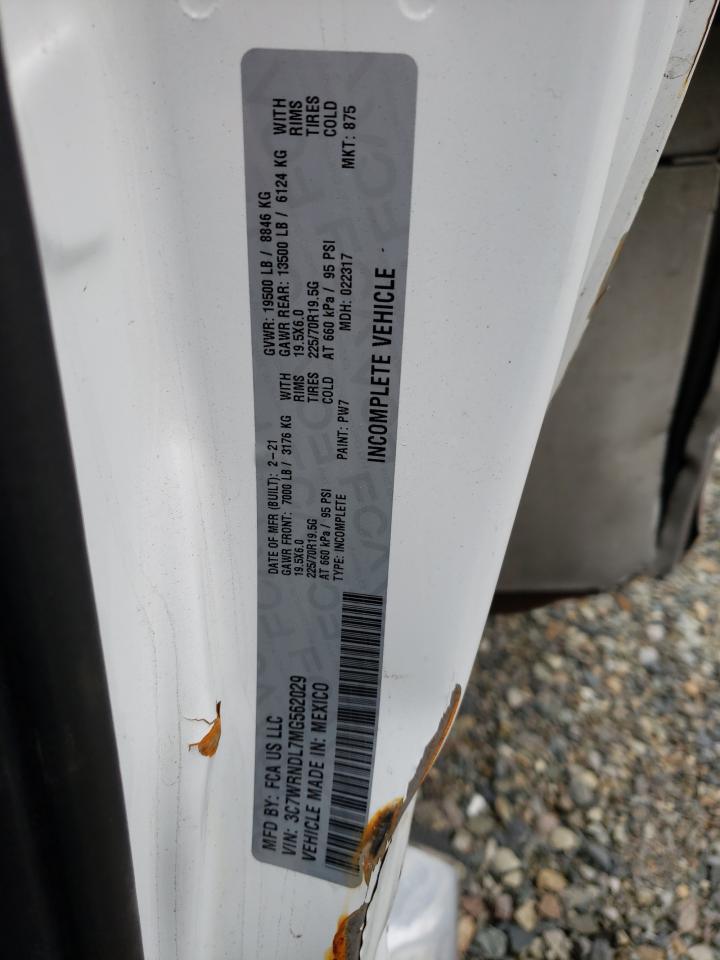 MFD BY: FCA US LLC
VIN: 3C7WRNDL7MG562029
VEHICLE MADE IN: MEXICO
DATE OF MFR (BUILT): 2-21
GAWR FRONT: 7000 LB / 3176 KG WITH
19.5X6.0 RIMS
225/70R19.5G TIRES
AT 660 kPa / 95 PSI COLD
TYPE: INCOMPLETE PAINT: PW7
GVWR: 19500 LB / 8846 KG
GAWR REAR: 13500 LB / 6124 KG WITH
19.5X6.0 RIMS
225/70R19.5G TIRES
AT 660 kPa / 95 PSI COLD
MDH: 022317 MKT: 875
INCOMPLETE VEHICLE